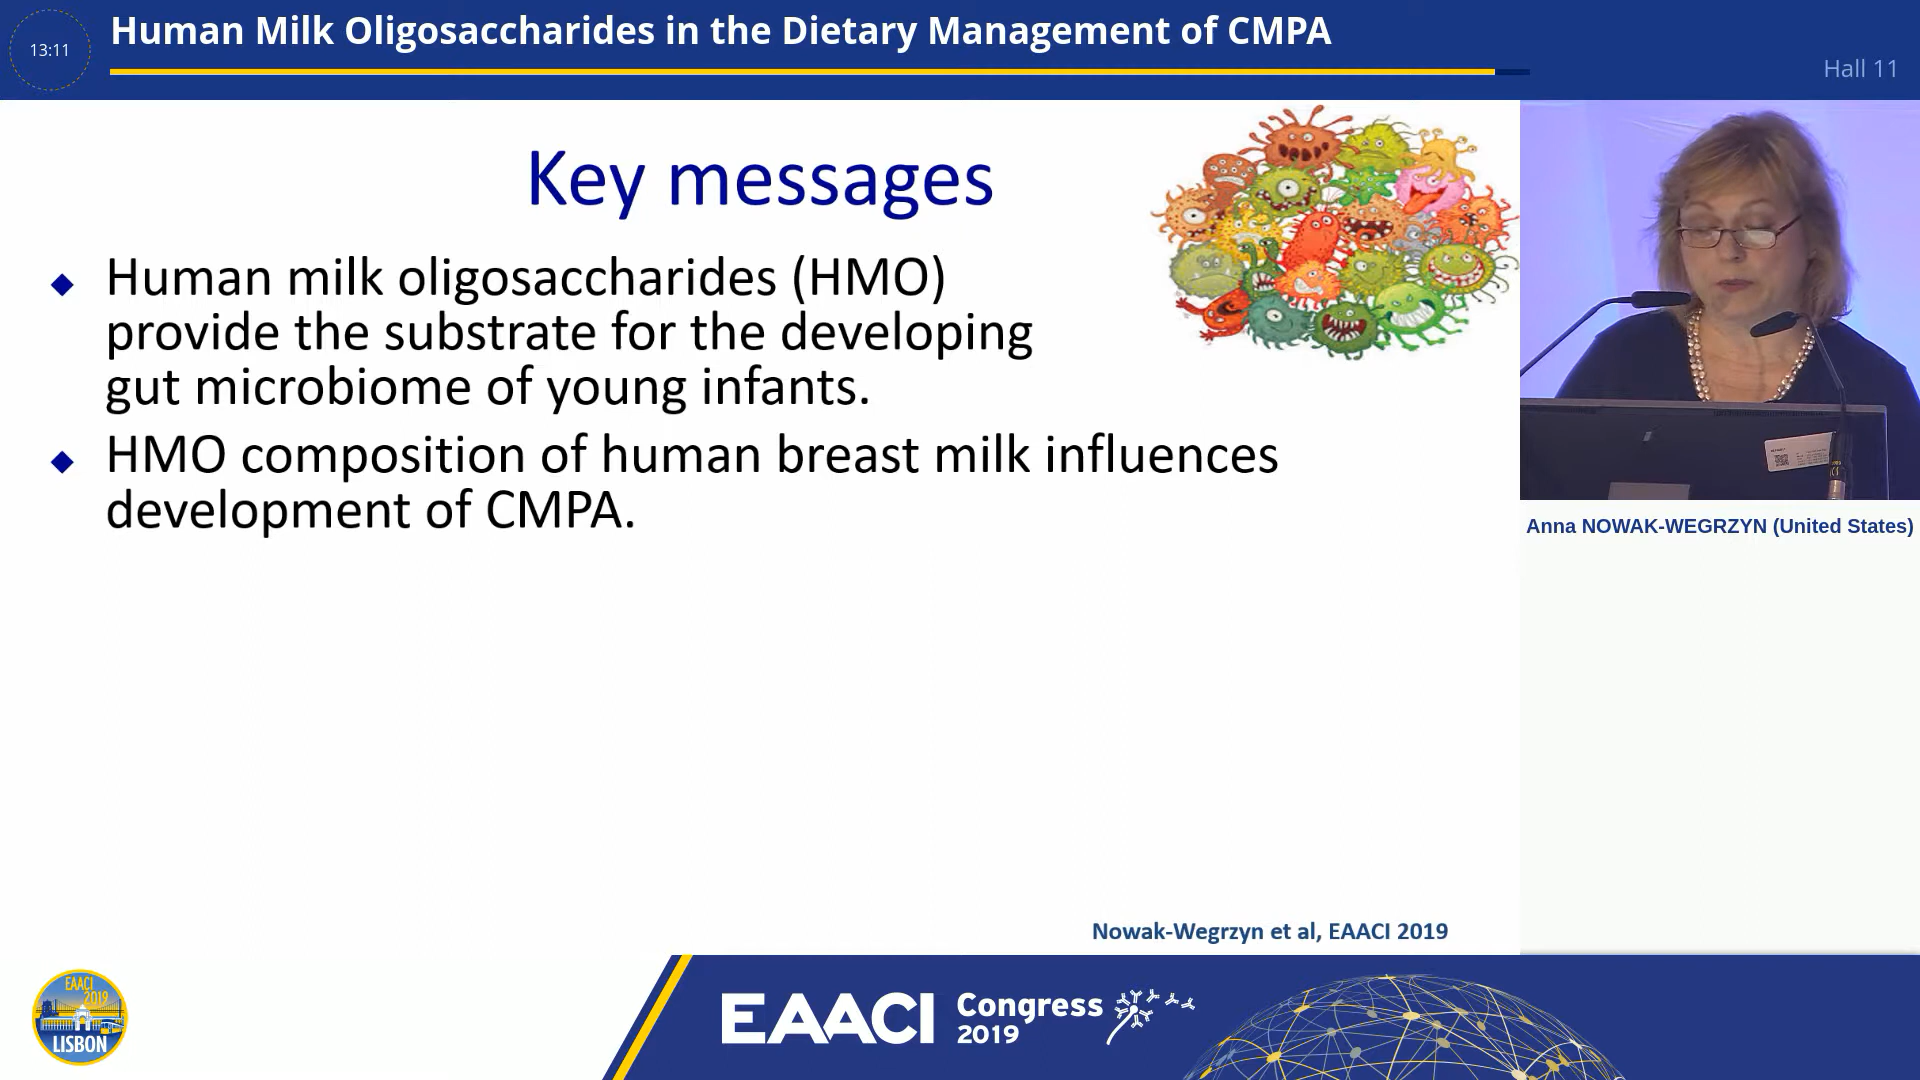 13:11
Human Milk Oligosaccharides in the Dietary Management of CMPA
Hall 11
Key messages
Human milk oligosaccharides (HMO)
provide the substrate for the developing
gut microbiome of young infants.
HMO composition of human breast milk influences
development of CMPA.
Anna NOWAK-WEGRZYN (United States)
Nowak-Wegrzyn et al, EAACI 2019
EAACI
2019
LISBON
EAACI Congress
2019